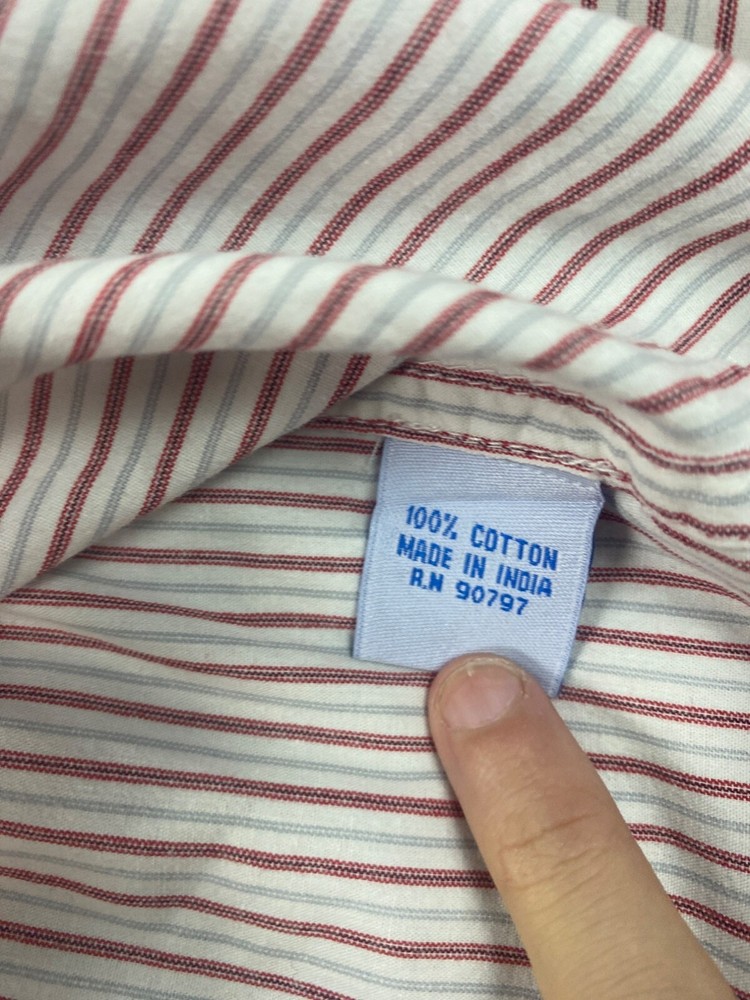 100% COTTON
MADE IN INDIA
R.N 90797